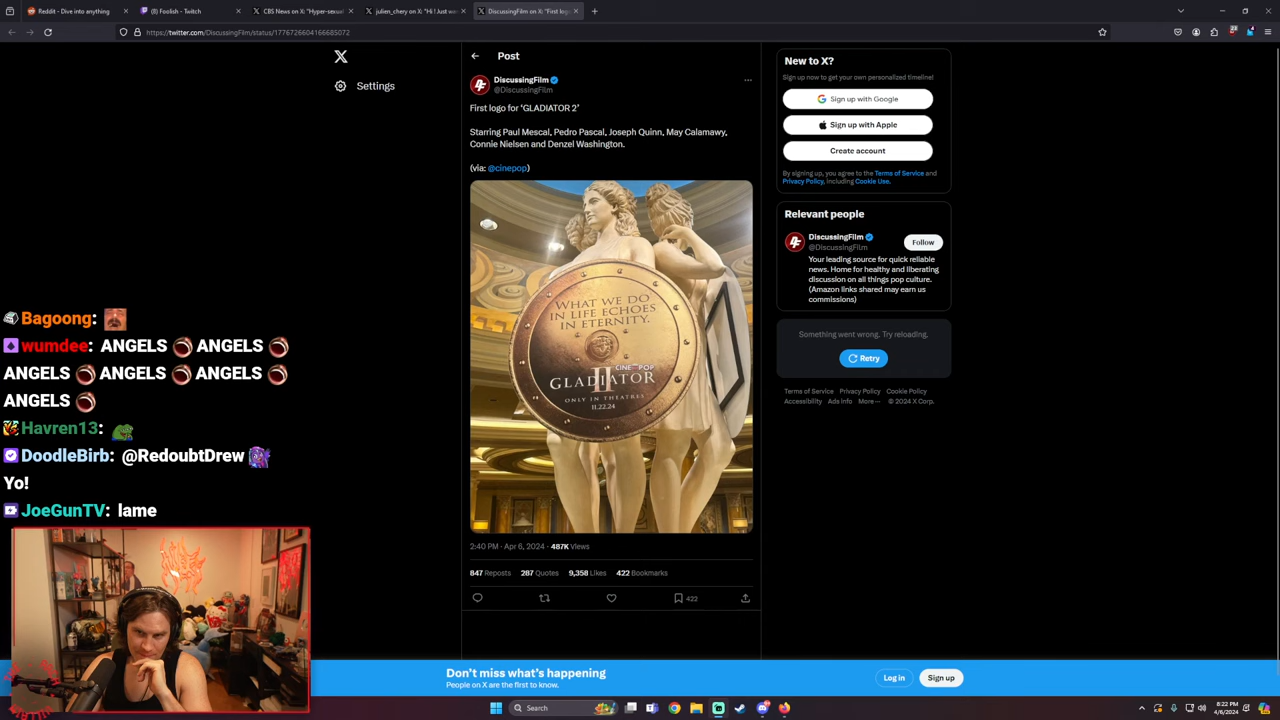 Reddit - Dive into anything
(8) Foolish - Twitch
CBS News on X: "Hyper-sexual
julien_chery on X: "Hi ! Just wa
DiscussingFilm on X: "First logo
https://twitter.com/DiscussingFilm/status/1776726604166685072
Settings
Post
DiscussingFilm
@DiscussingFilm
First logo for 'GLADIATOR 2'
Starring Paul Mescal, Pedro Pascal, Joseph Quinn, May Calamawy,
Connie Nielsen and Denzel Washington.
(via: @cinepop)
WHAT WE DO
IN LIFE ECHOES
IN ETERNITY.
CINEPOP
II
GLADIATOR
ONLY IN THEATRES
11.22.24
2:40 PM · Apr 6, 2024 · 487K Views
847 Reposts 287 Quotes 9,358 Likes 422 Bookmarks
422
New to X?
Sign up now to get your own personalized timeline!
Sign up with Google
Sign up with Apple
Create account
By signing up, you agree to the Terms of Service and
Privacy Policy, including Cookie Use.
Relevant people
DiscussingFilm
@DiscussingFilm
Follow
Your leading source for quick reliable
news. Home for healthy and liberating
discussion on all things pop culture.
(Amazon links shared may earn us
commissions)
Something went wrong. Try reloading.
Retry
Terms of Service Privacy Policy Cookie Policy
Accessibility Ads info More ··· © 2024 X Corp.
Bagoong:
wumdee: ANGELS ANGELS
ANGELS ANGELS ANGELS
ANGELS
Havren13:
DoodleBirb: @RedoubtDrew
Yo!
JoeGunTV: lame
Don't miss what's happening
People on X are the first to know.
Log in
Sign up
Search
8:22 PM
4/6/2024